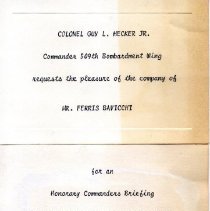 COLONEL GUY L. HECKER JR.
Commander 509th Bombardment Wing
requests the pleasure of the company of
MR. FERRIS GAVICCHI
for an
Honorary Commanders Briefing